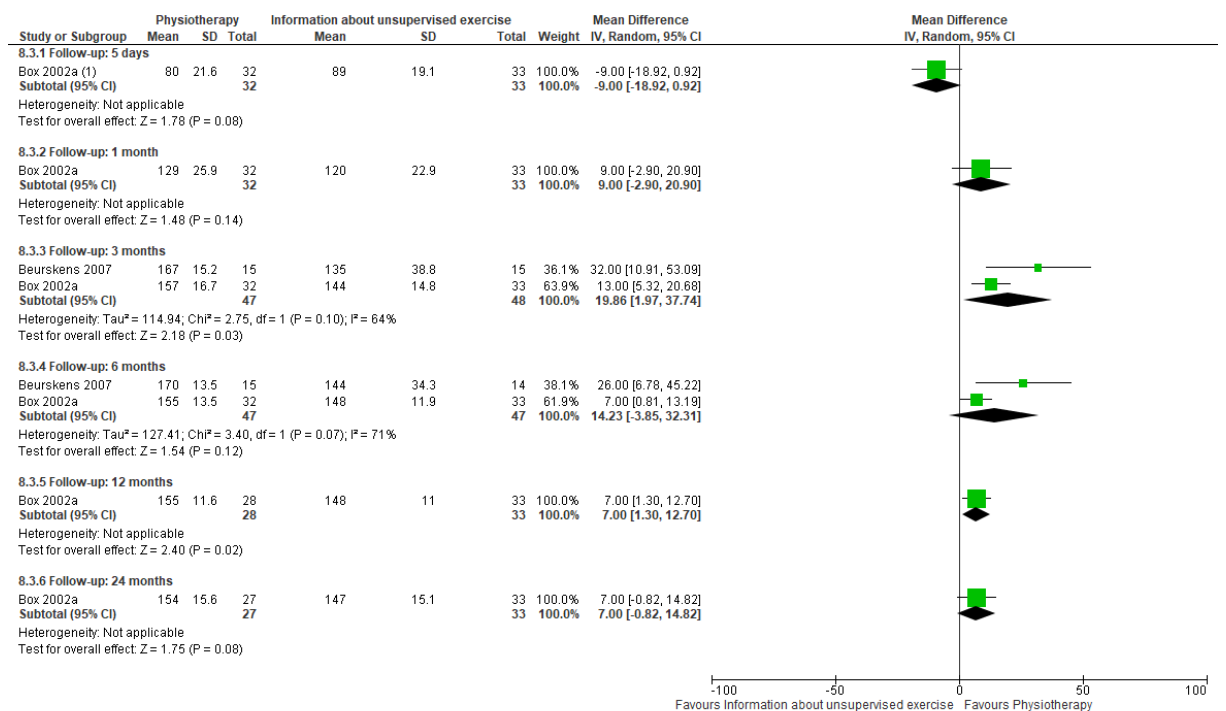 Physiotherapy Information about unsupervised exercise Mean Difference Mean Difference
Study or Subgroup Mean SD Total Mean SD Total Weight IV, Random, 95% CI IV, Random, 95% CI
8.3.1 Follow-up: 5 days
Box 2002a (1) 80 21.6 32 89 19.1 33 100.0% -9.00 [-18.92, 0.92]
Subtotal (95% CI) 32 33 100.0% -9.00 [-18.92, 0.92]
Heterogeneity: Not applicable
Test for overall effect: Z = 1.78 (P = 0.08)
8.3.2 Follow-up: 1 month
Box 2002a 129 25.9 32 120 22.9 33 100.0% 9.00 [-2.90, 20.90]
Subtotal (95% CI) 32 33 100.0% 9.00 [-2.90, 20.90]
Heterogeneity: Not applicable
Test for overall effect: Z = 1.48 (P = 0.14)
8.3.3 Follow-up: 3 months
Beurskens 2007 167 15.2 15 135 38.8 15 36.1% 32.00 [10.91, 53.09]
Box 2002a 157 16.7 32 144 14.8 33 63.9% 13.00 [5.32, 20.68]
Subtotal (95% CI) 47 48 100.0% 19.86 [1.97, 37.74]
Heterogeneity: Tau² = 114.94; Chi² = 2.75, df = 1 (P = 0.10); I² = 64%
Test for overall effect: Z = 2.18 (P = 0.03)
8.3.4 Follow-up: 6 months
Beurskens 2007 170 13.5 15 144 34.3 14 38.1% 26.00 [6.78, 45.22]
Box 2002a 155 13.5 32 148 11.9 33 61.9% 7.00 [0.81, 13.19]
Subtotal (95% CI) 47 47 100.0% 14.23 [-3.85, 32.31]
Heterogeneity: Tau² = 127.41; Chi² = 3.40, df = 1 (P = 0.07); I² = 71%
Test for overall effect: Z = 1.54 (P = 0.12)
8.3.5 Follow-up: 12 months
Box 2002a 155 11.6 28 148 11 33 100.0% 7.00 [1.30, 12.70]
Subtotal (95% CI) 28 33 100.0% 7.00 [1.30, 12.70]
Heterogeneity: Not applicable
Test for overall effect: Z = 2.40 (P = 0.02)
8.3.6 Follow-up: 24 months
Box 2002a 154 15.6 27 147 15.1 33 100.0% 7.00 [-0.82, 14.82]
Subtotal (95% CI) 27 33 100.0% 7.00 [-0.82, 14.82]
Heterogeneity: Not applicable
Test for overall effect: Z = 1.75 (P = 0.08)
-100 -50 0 50 100
Favours Information about unsupervised exercise Favours Physiotherapy